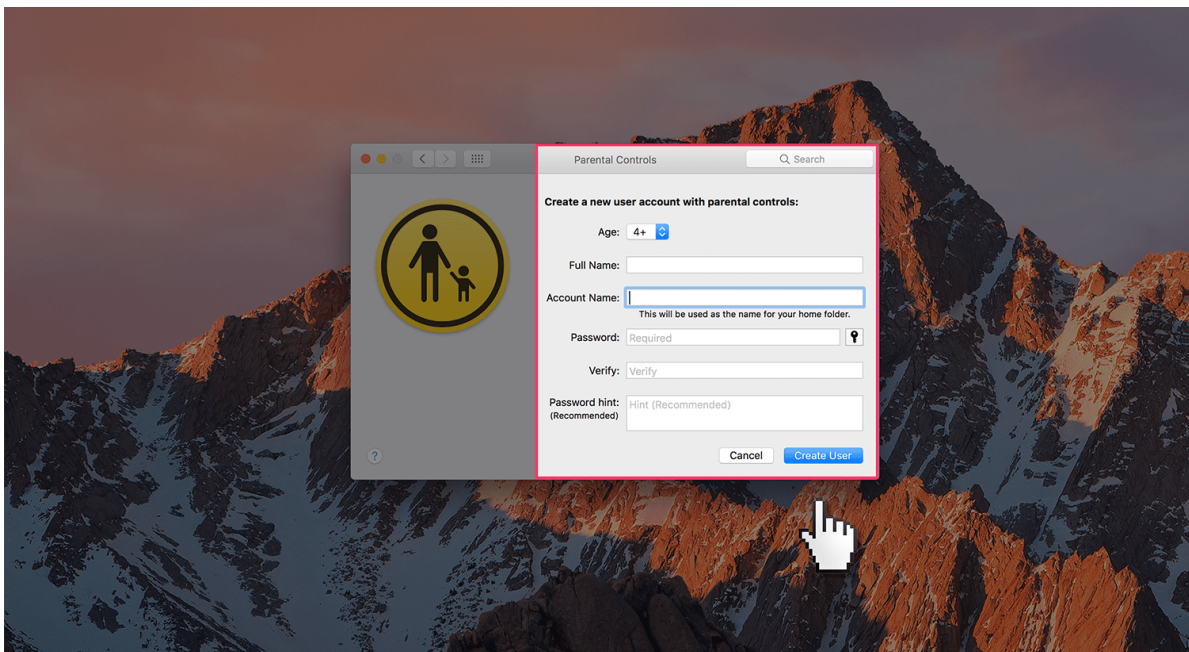 Parental Controls
Search
Create a new user account with parental controls:
Age: 4+
Full Name:
Account Name:
This will be used as the name for your home folder.
Password: Required
Verify: Verify
Password hint: Hint (Recommended)
(Recommended)
? Cancel Create User